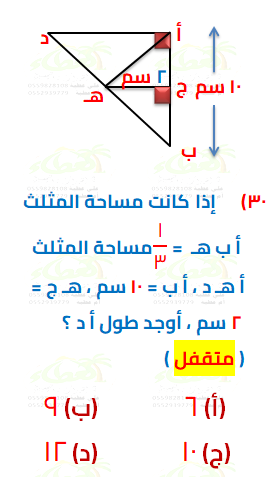 د
أ
٢ سم
هـ
ج
١٠ سم
ب
٣٠) إذا كانت مساحة المثلث
أ ب هـ = ١/٣ مساحة المثلث
أ هـ د ، أ ب = ١٠ سم ، هـ ج =
٢ سم ، أوجد طول أ د ؟
( متقفل )
(أ) ٦
(ب) ٩
(ج) ١٠
(د) ١٢